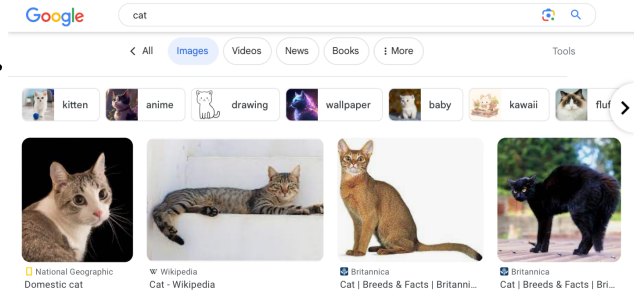 Google cat
All Images Videos News Books More Tools
kitten anime drawing wallpaper baby kawaii fluf
National Geographic
Domestic cat
W Wikipedia
Cat - Wikipedia
Britannica
Cat | Breeds & Facts | Britanni...
Britannica
Cat | Breeds & Facts | Bri...